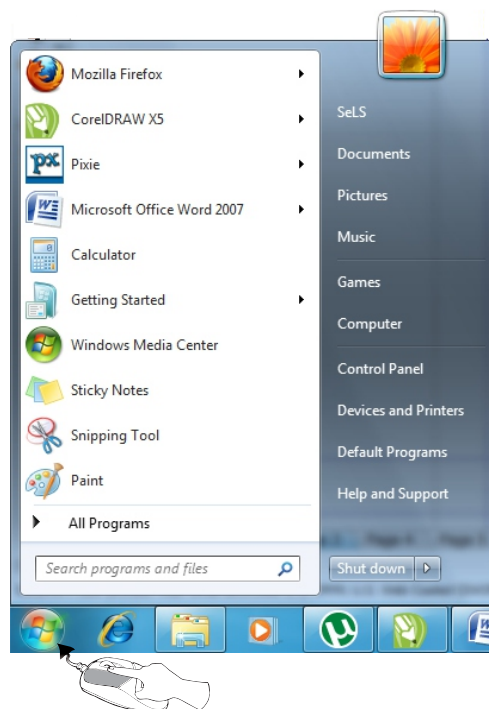 Mozilla Firefox
CorelDRAW X5
px Pixie
Microsoft Office Word 2007
Calculator
Getting Started
Windows Media Center
Sticky Notes
Snipping Tool
Paint
All Programs
Search programs and files
SeLS
Documents
Pictures
Music
Games
Computer
Control Panel
Devices and Printers
Default Programs
Help and Support
Shut down